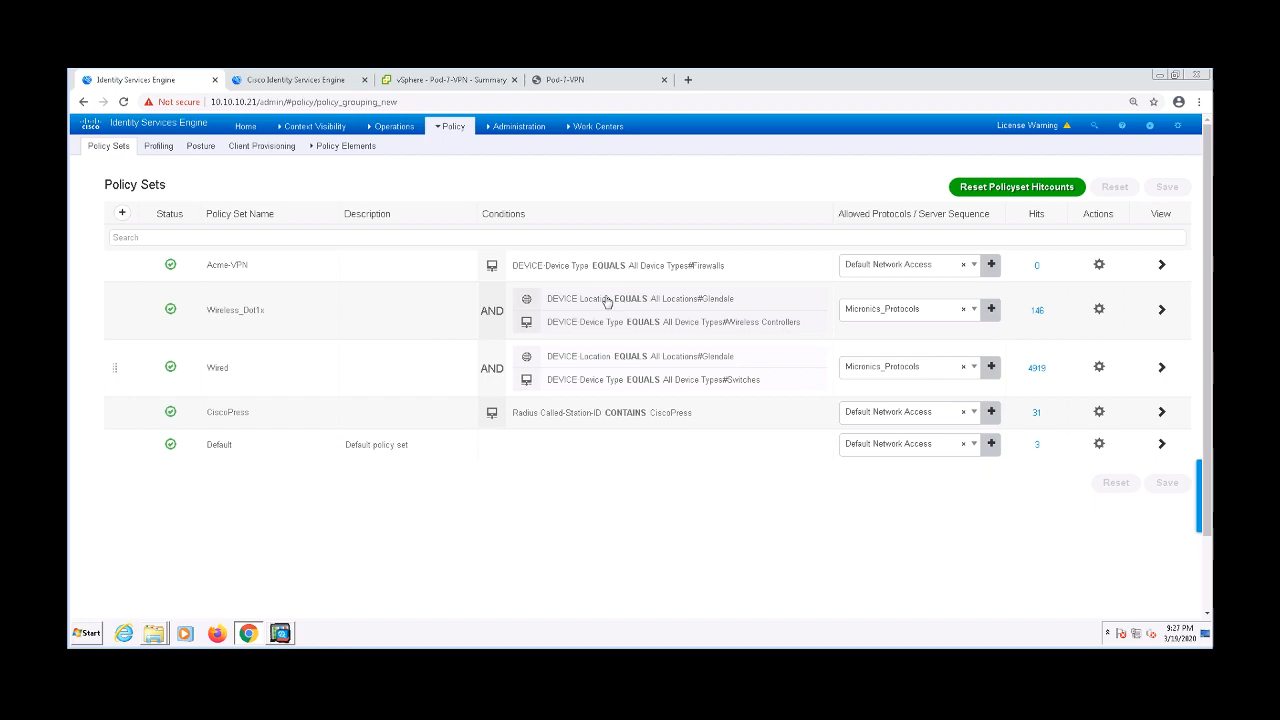 Identity Services Engine
Cisco Identity Services Engine
vSphere - Pod-7-VPN - Summary
Pod-7-VPN
Not secure
10.10.10.21/admin/#policy/policy_grouping_new
cisco
Identity Services Engine
Home
Context Visibility
Operations
Policy
Administration
Work Centers
License Warning
Policy Sets
Profiling
Posture
Client Provisioning
Policy Elements
Policy Sets
Reset Policyset Hitcounts
Reset
Save
Status
Policy Set Name
Description
Conditions
Allowed Protocols / Server Sequence
Hits
Actions
View
Search
Acme-VPN
DEVICE·Device Type EQUALS All Device Types#Firewalls
Default Network Access
0
Wireless_Dot1x
AND
DEVICE·Location EQUALS All Locations#Glendale
DEVICE·Device Type EQUALS All Device Types#Wireless Controllers
Micronics_Protocols
146
Wired
AND
DEVICE·Location EQUALS All Locations#Glendale
DEVICE·Device Type EQUALS All Device Types#Switches
Micronics_Protocols
4919
CiscoPress
Radius·Called-Station-ID CONTAINS CiscoPress
Default Network Access
31
Default
Default policy set
Default Network Access
3
Reset
Save
Start
9:27 PM
3/19/2020